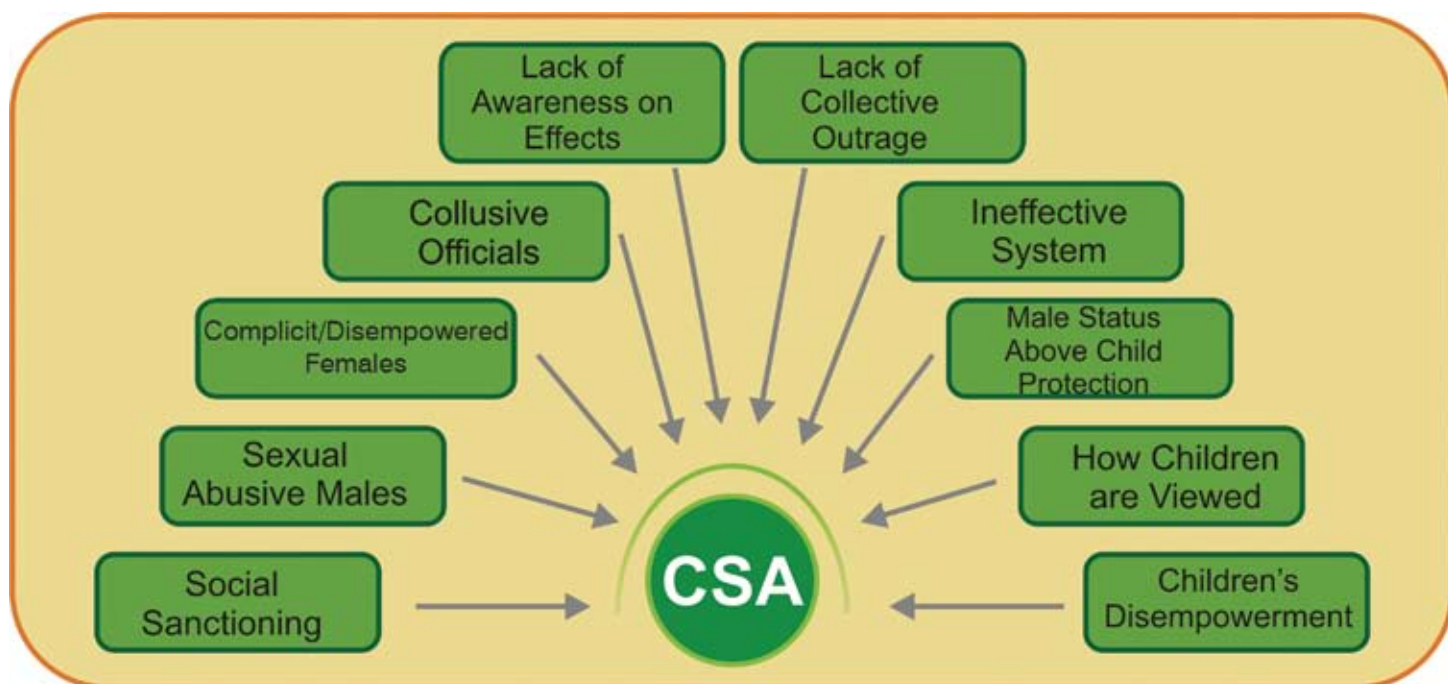 Lack of
Awareness on
Effects
Lack of
Collective
Outrage
Collusive
Officials
Ineffective
System
Complicit/Disempowered
Females
Male Status
Above Child
Protection
Sexual
Abusive Males
How Children
are Viewed
Social
Sanctioning
CSA
Children’s
Disempowerment